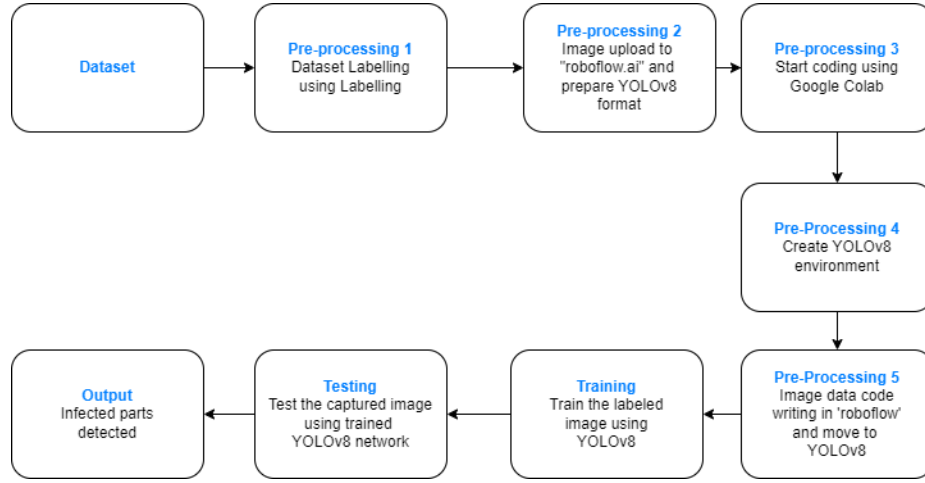 Dataset
Pre-processing 1
Dataset Labelling
using Labelling
Pre-processing 2
Image upload to
"roboflow.ai" and
prepare YOLOv8
format
Pre-processing 3
Start coding using
Google Colab
Pre-Processing 4
Create YOLOv8
environment
Pre-Processing 5
Image data code
writing in 'roboflow'
and move to
YOLOv8
Training
Train the labeled
image using
YOLOv8
Testing
Test the captured image
using trained
YOLOv8 network
Output
Infected parts
detected